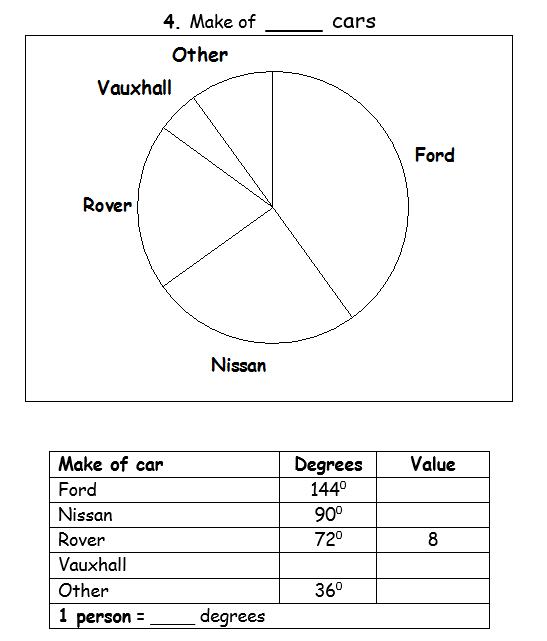 4. Make of _____ cars
Other
Vauxhall
Ford
Rover
Nissan
Make of car Degrees Value
Ford 144⁰
Nissan 90⁰
Rover 72⁰ 8
Vauxhall
Other 36⁰
1 person = _____ degrees